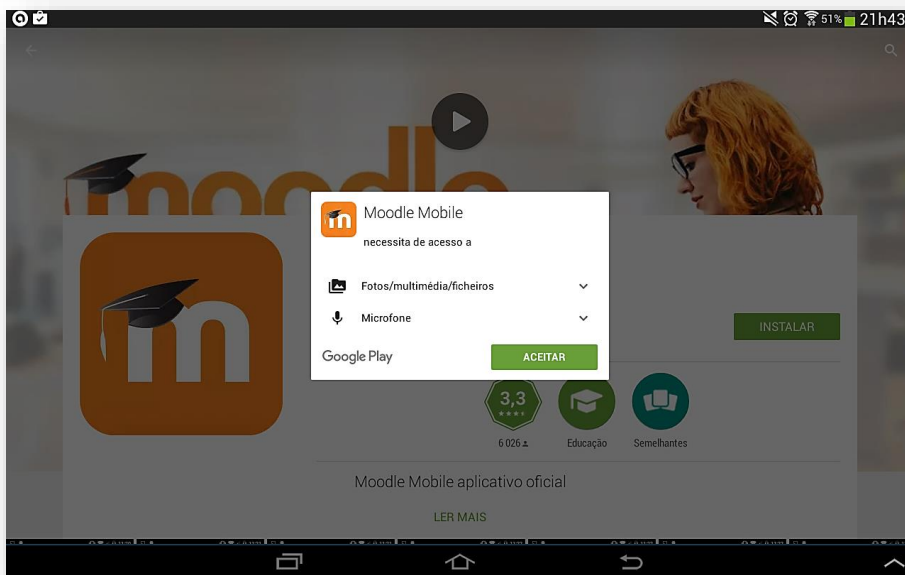 51% 21h43
moodle
Moodle Mobile
necessita de acesso a
Fotos/multimédia/ficheiros
Microfone
Google Play
ACEITAR
INSTALAR
m
m
3,3
6 026
Educação
Semelhantes
Moodle Mobile aplicativo oficial
LER MAIS